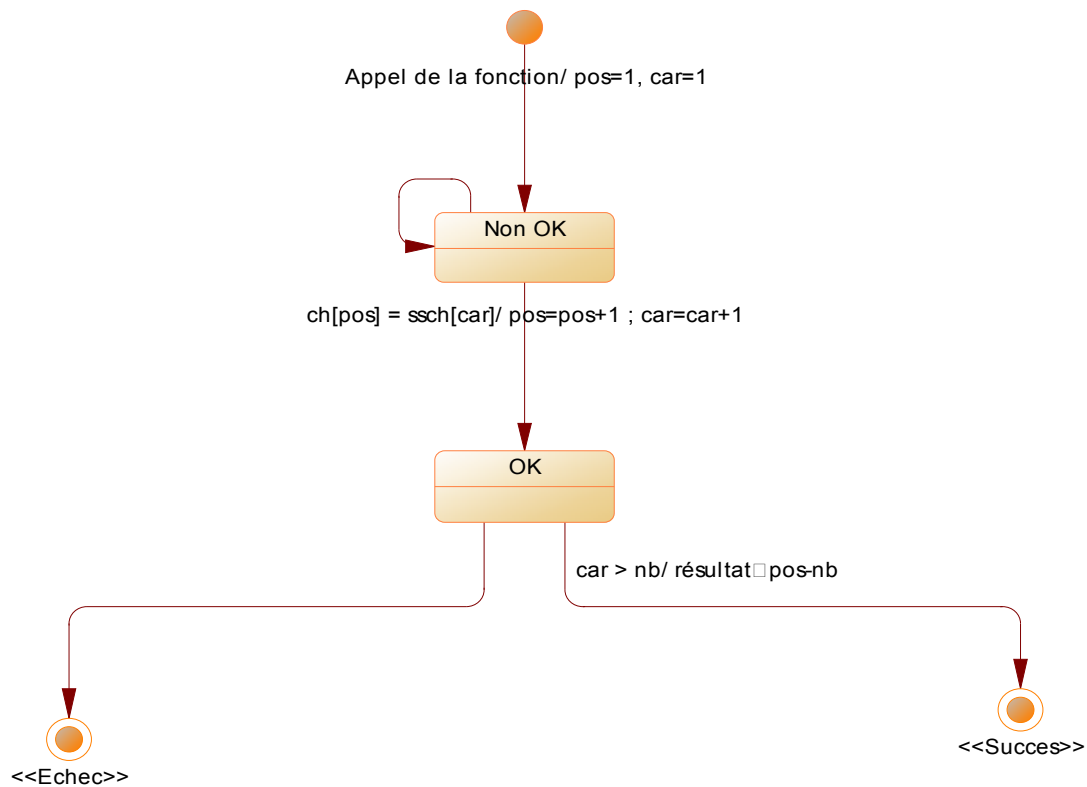 Appel de la fonction/ pos=1, car=1
Non OK
ch[pos] = ssch[car]/ pos=pos+1 ; car=car+1
OK
car > nb/ résultat□pos-nb
<<Succes>>
<<Echec>>